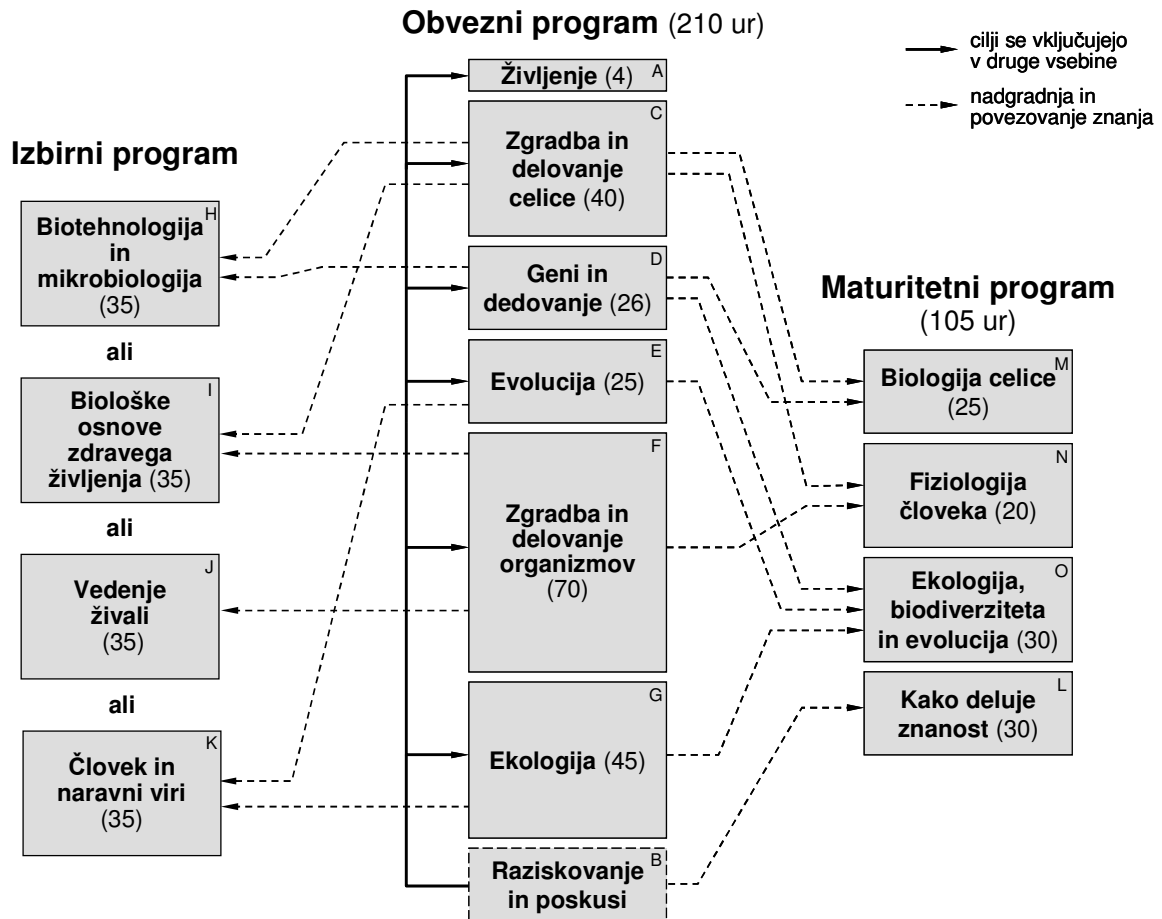 Obvezni program (210 ur)
cilji se vključujejo
v druge vsebine
nadgradnja in
povezovanje znanja
Izbirni program
H
Biotehnologija
in
mikrobiologija
(35)
ali
I
Biološke
osnove
zdravega
življenja (35)
ali
J
Vedenje
živali
(35)
ali
K
Človek in
naravni viri
(35)
A
Življenje (4)
C
Zgradba in
delovanje
celice (40)
D
Geni in
dedovanje (26)
E
Evolucija (25)
F
Zgradba in
delovanje
organizmov
(70)
G
Ekologija (45)
B
Raziskovanje
in poskusi
Maturitetni program
(105 ur)
M
Biologija celice
(25)
N
Fiziologija
človeka (20)
O
Ekologija,
biodiverziteta
in evolucija (30)
L
Kako deluje
znanost (30)